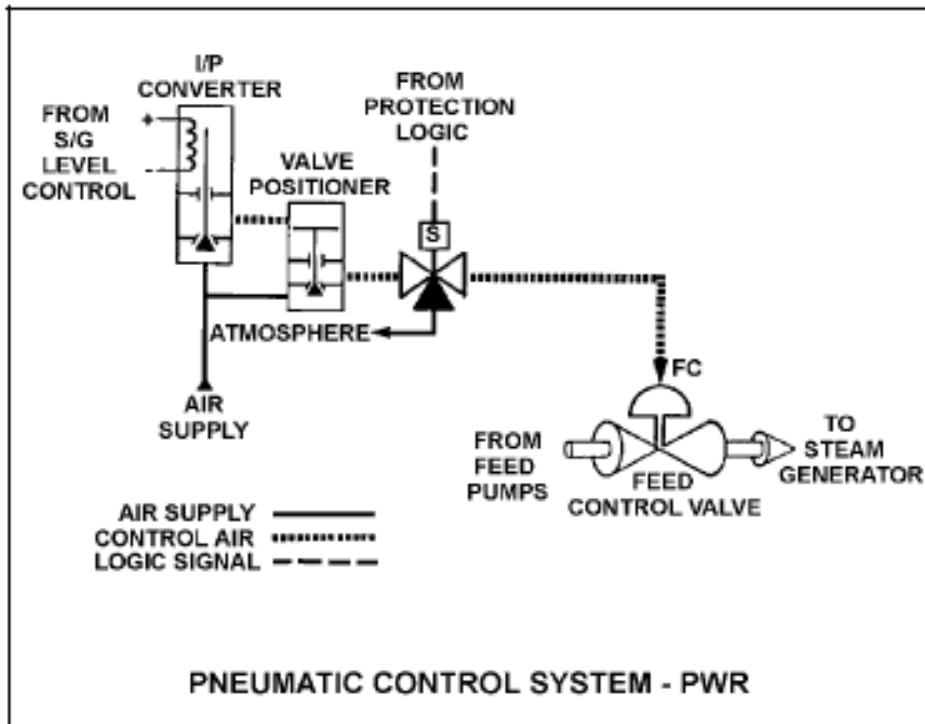 I/P
CONVERTER
FROM
S/G
LEVEL
CONTROL
+
-
VALVE
POSITIONER
FROM
PROTECTION
LOGIC
S
ATMOSPHERE
AIR
SUPPLY
FC
FROM
FEED
PUMPS
FEED
CONTROL VALVE
TO
STEAM
GENERATOR
AIR SUPPLY
CONTROL AIR
LOGIC SIGNAL
PNEUMATIC CONTROL SYSTEM - PWR